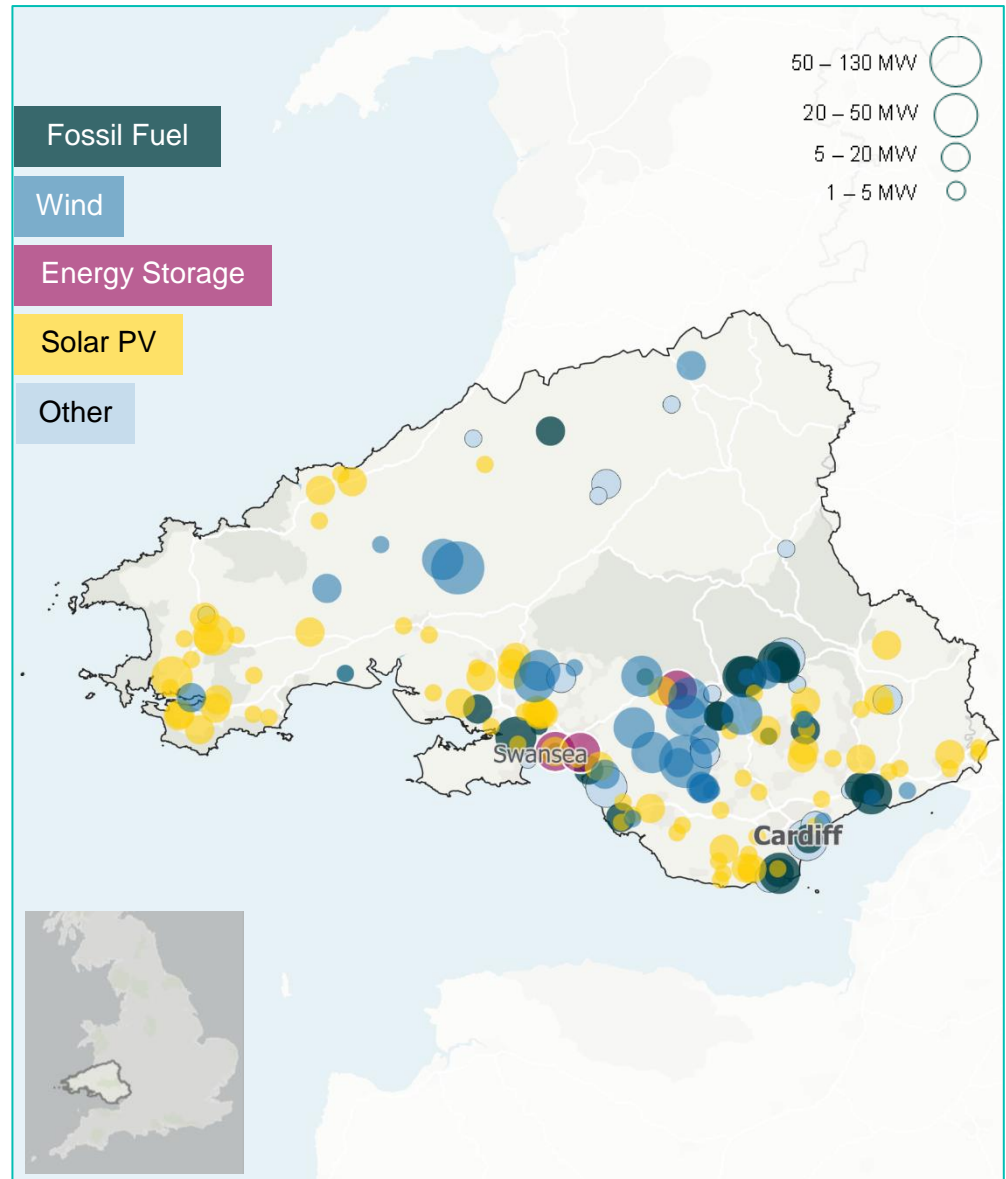 50 – 130 MW
20 – 50 MW
5 – 20 MW
1 – 5 MW
Fossil Fuel
Wind
Energy Storage
Solar PV
Other
Swansea
Cardiff